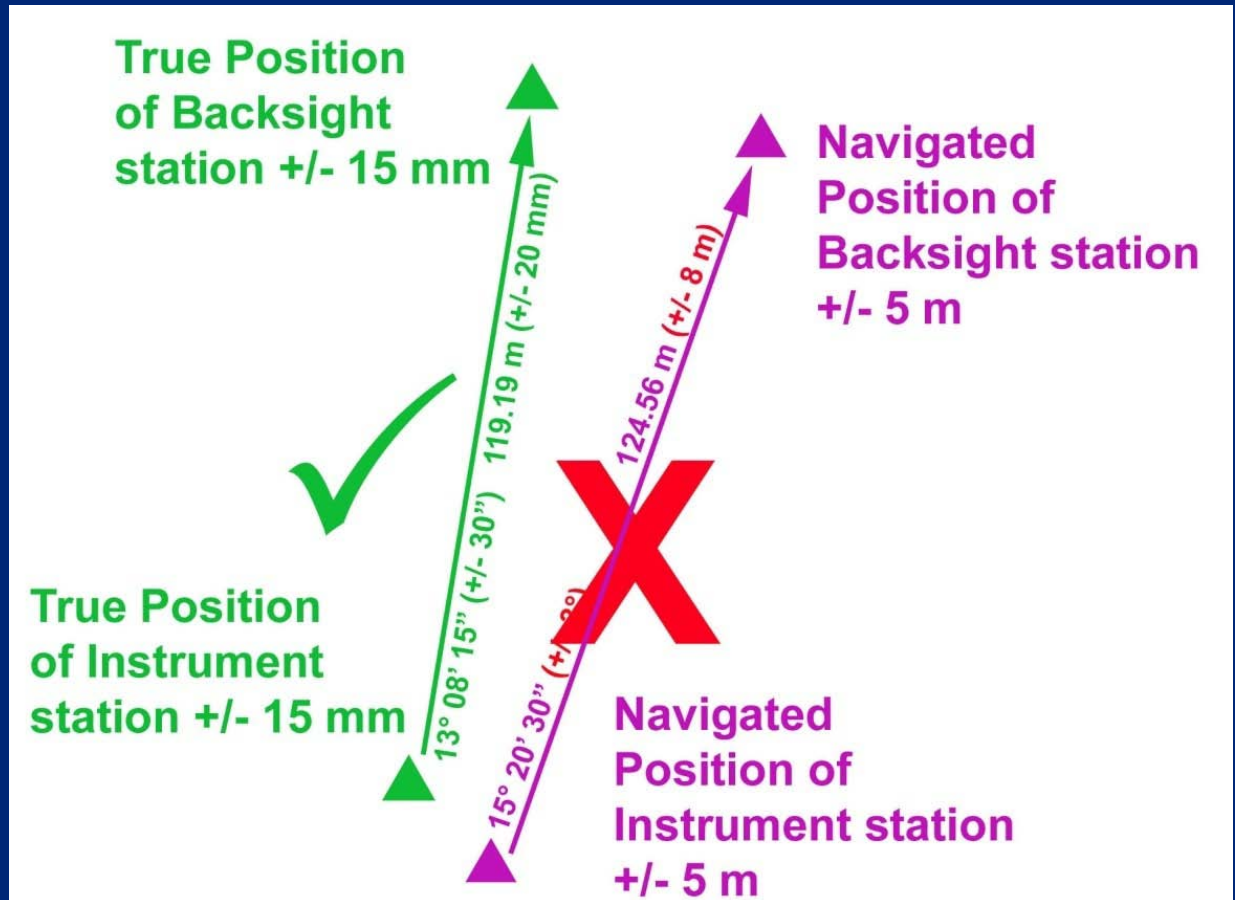 True Position
of Backsight
station +/- 15 mm
Navigated
Position of
Backsight station
+/- 5 m
119.19 m (+/- 20 mm)
13° 08’ 15” (+/- 30”)
124.56 m (+/- 8 m)
15° 20’ 30” (+/-
X
True Position
of Instrument
station +/- 15 mm
Navigated
Position of
Instrument station
+/- 5 m